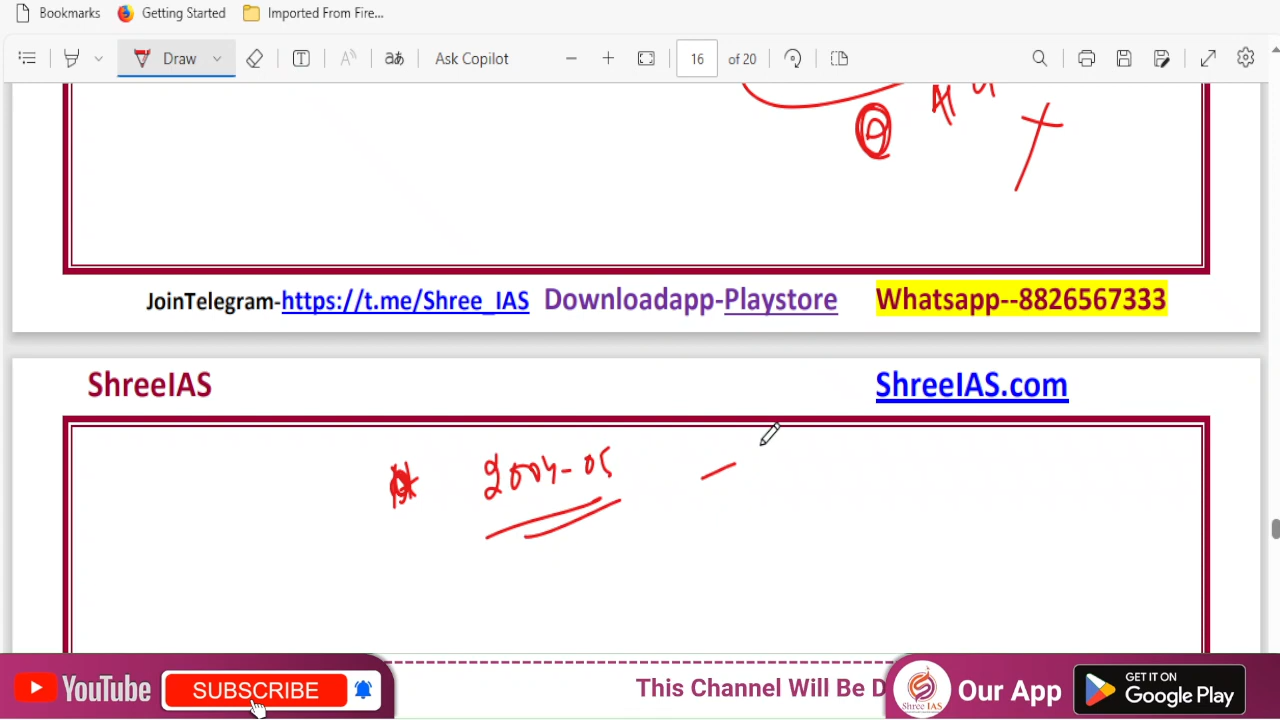 Bookmarks Getting Started Imported From Fire...
Draw Ask Copilot 16 of 20
JoinTelegram-https://t.me/Shree_IAS Downloadapp-Playstore Whatsapp--8826567333
ShreeIAS ShreeIAS.com
2004-05 —
YouTube SUBSCRIBE This Channel Will Be D Shree IAS Our App GET IT ON Google Play